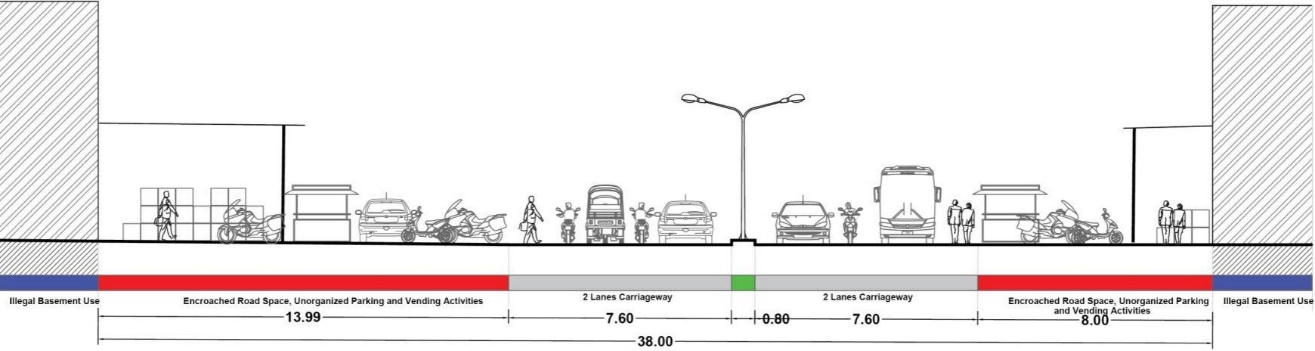 Illegal Basement Use
Encroached Road Space, Unorganized Parking and Vending Activities
2 Lanes Carriageway
2 Lanes Carriageway
Encroached Road Space, Unorganized Parking
and Vending Activities
Illegal Basement Use
13.99
7.60
0.80
7.60
8.00
38.00